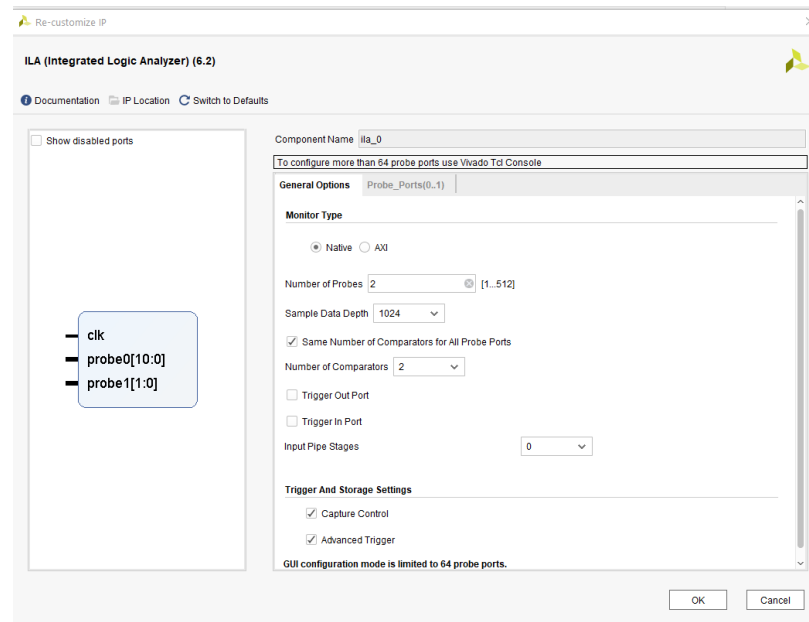 Re-customize IP
ILA (Integrated Logic Analyzer) (6.2)
Documentation IP Location Switch to Defaults
Show disabled ports
clk
probe0[10:0]
probe1[1:0]
Component Name ila_0
To configure more than 64 probe ports use Vivado Tcl Console
General Options Probe_Ports(0..1)
Monitor Type
Native AXI
Number of Probes 2 [1...512]
Sample Data Depth 1024
Same Number of Comparators for All Probe Ports
Number of Comparators 2
Trigger Out Port
Trigger In Port
Input Pipe Stages 0
Trigger And Storage Settings
Capture Control
Advanced Trigger
GUI configuration mode is limited to 64 probe ports.
OK Cancel